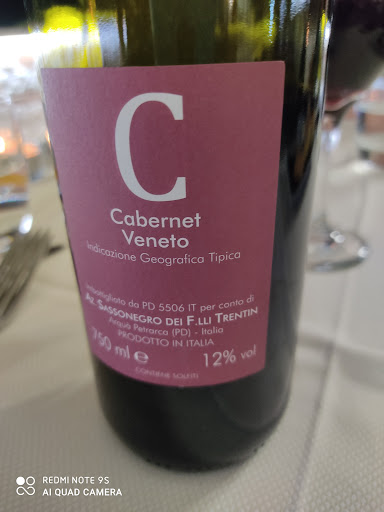 C
Cabernet
Veneto
Indicazione Geografica Tipica
Imbottigliato da PD 5506 IT per conto di
Az. Sassonegro dei F.lli Trentin
Arquà Petrarca (PD) - Italia
PRODOTTO IN ITALIA
750 ml e 12% vol
CONTIENE SOLFITI
REDMI NOTE 9S
AI QUAD CAMERA